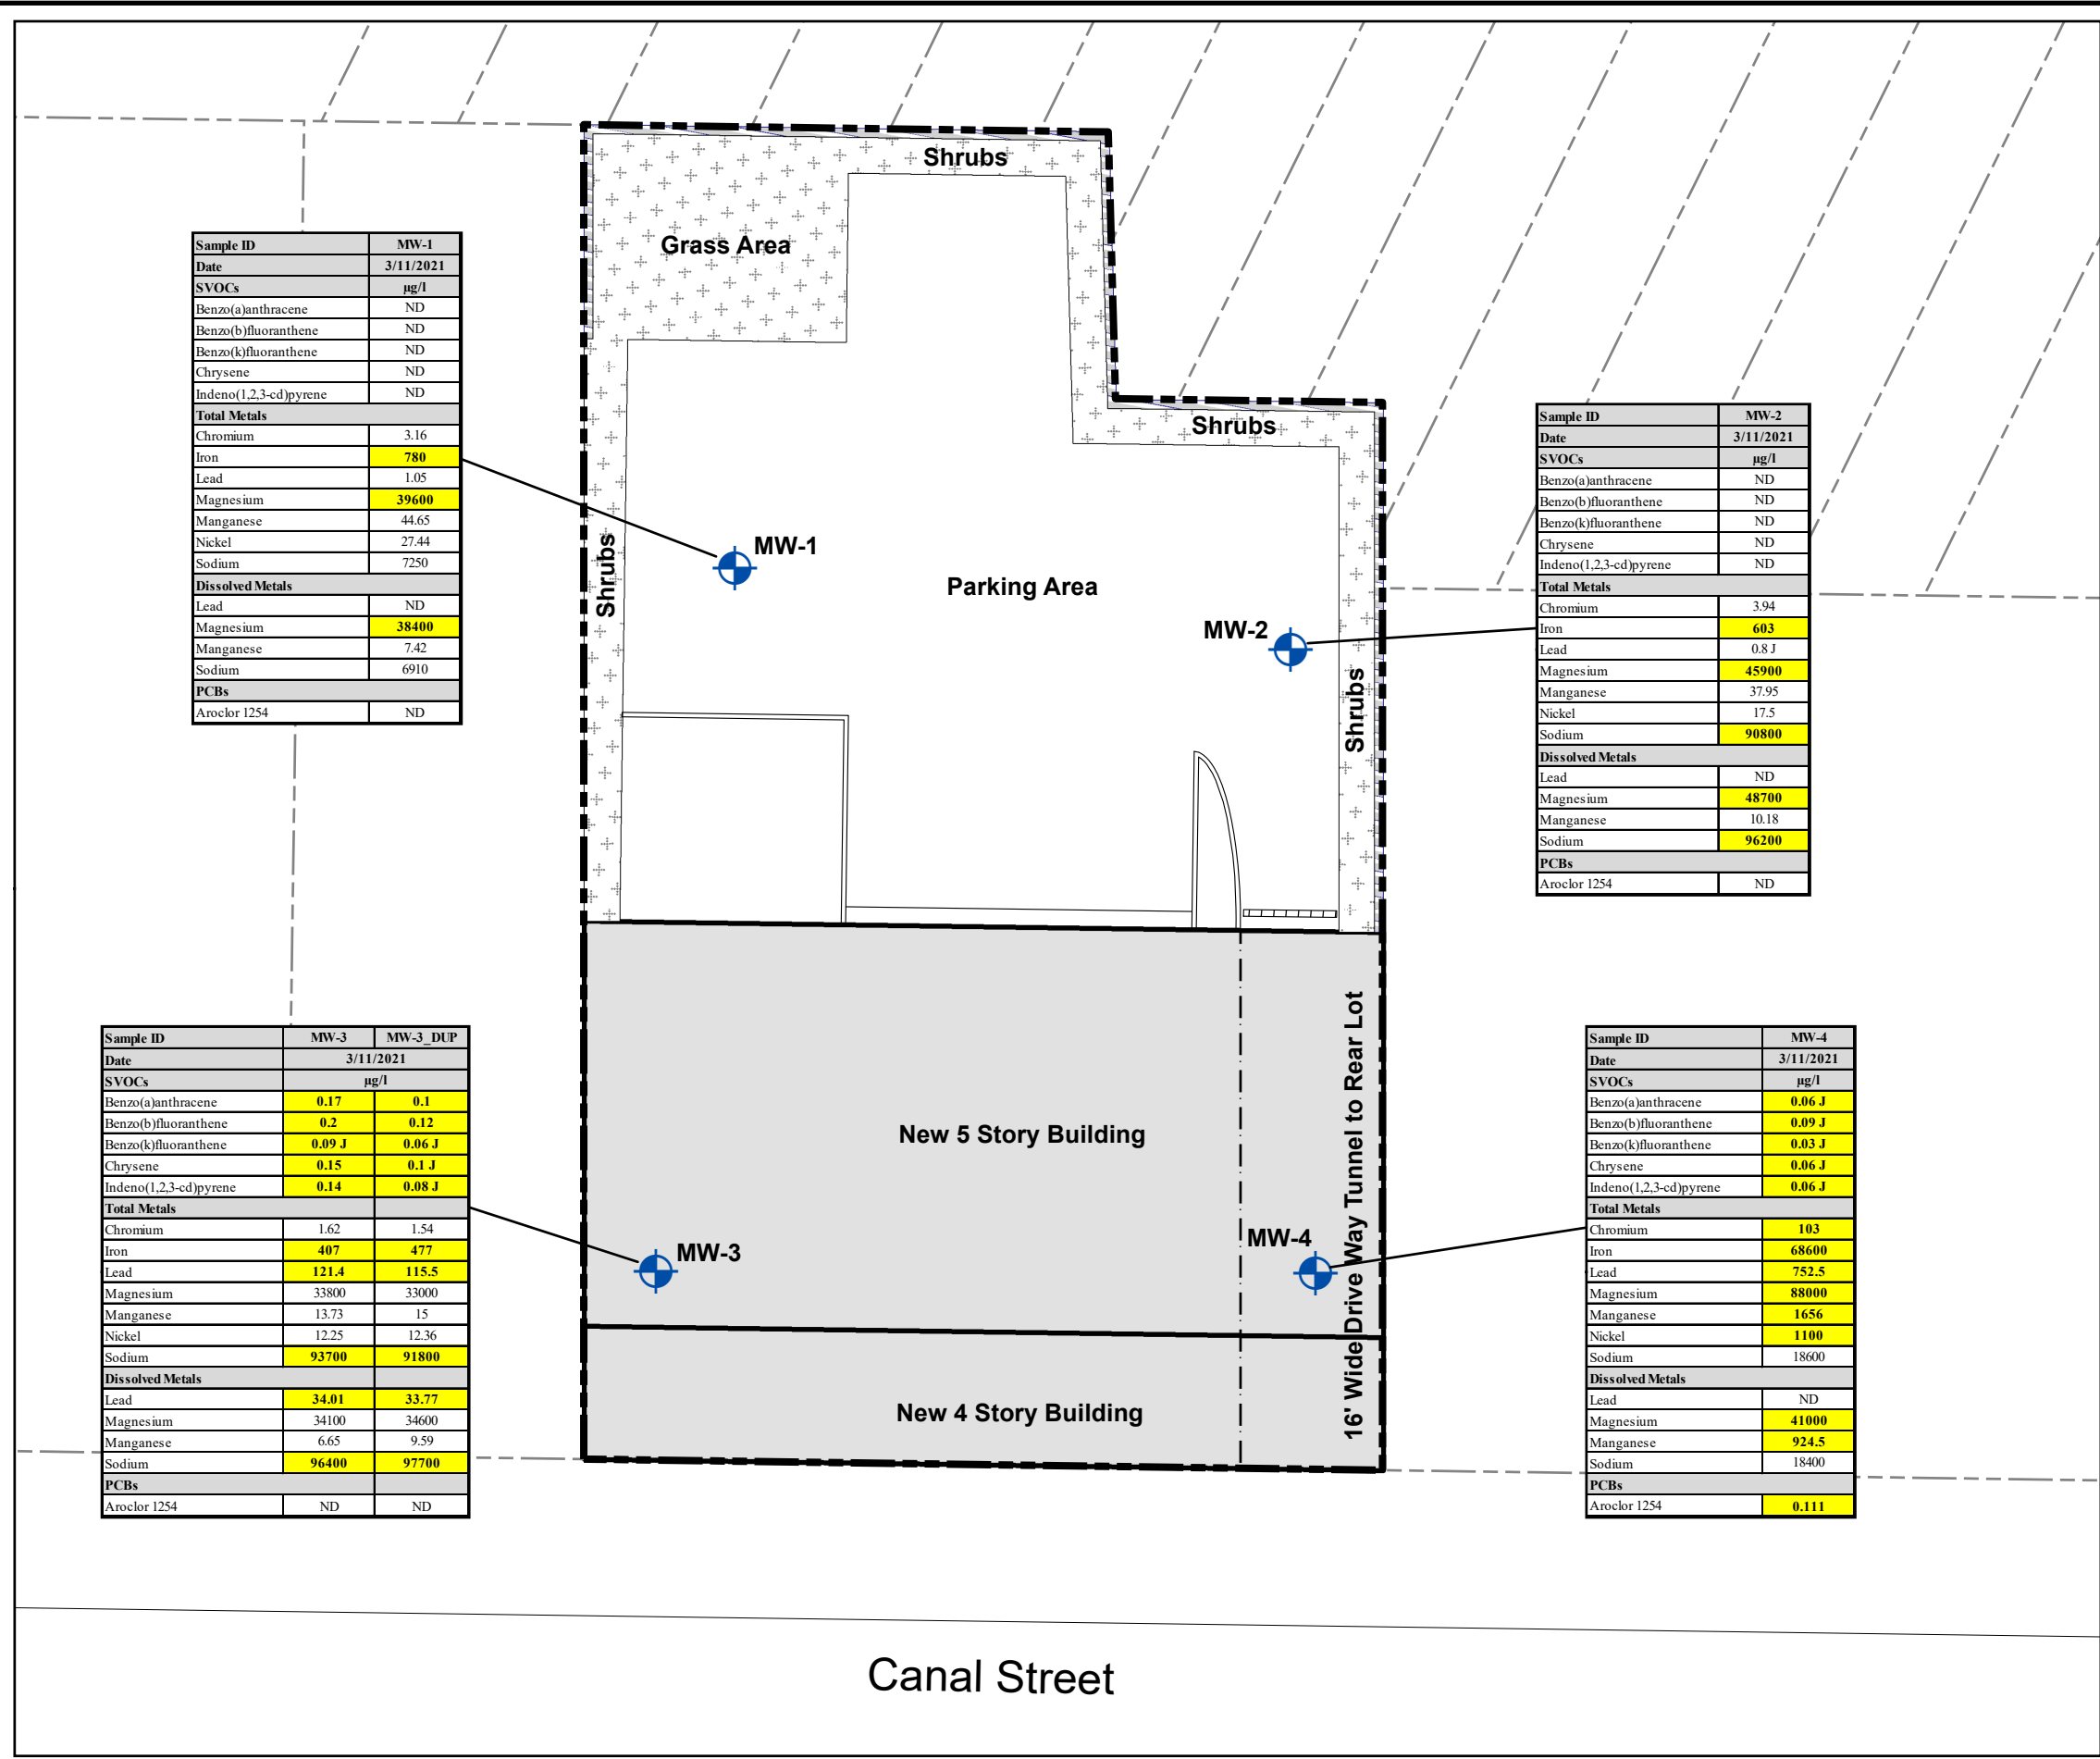 Shrubs
Grass Area
Sample ID MW-1
Date 3/11/2021
SVOCs µg/l
Benzo(a)anthracene ND
Benzo(b)fluoranthene ND
Benzo(k)fluoranthene ND
Chrysene ND
Indeno(1,2,3-cd)pyrene ND
Total Metals
Chromium 3.16
Iron 780
Lead 1.05
Magnesium 39600
Manganese 44.65
Nickel 27.44
Sodium 7250
Dissolved Metals
Lead ND
Magnesium 38400
Manganese 7.42
Sodium 6910
PCBs
Aroclor 1254 ND
Shrubs
Sample ID MW-2
Date 3/11/2021
SVOCs µg/l
Benzo(a)anthracene ND
Benzo(b)fluoranthene ND
Benzo(k)fluoranthene ND
Chrysene ND
Indeno(1,2,3-cd)pyrene ND
Total Metals
Chromium 3.94
Iron 603
Lead 0.8 J
Magnesium 45900
Manganese 37.95
Nickel 17.5
Sodium 90800
Dissolved Metals
Lead ND
Magnesium 48700
Manganese 10.18
Sodium 96200
PCBs
Aroclor 1254 ND
MW-1
Shrubs
Parking Area
MW-2
Shrubs
Sample ID MW-3 MW-3_DUP
Date 3/11/2021
SVOCs µg/l
Benzo(a)anthracene 0.17 0.1
Benzo(b)fluoranthene 0.2 0.12
Benzo(k)fluoranthene 0.09 J 0.06 J
Chrysene 0.15 0.1 J
Indeno(1,2,3-cd)pyrene 0.14 0.08 J
Total Metals
Chromium 1.62 1.54
Iron 407 477
Lead 121.4 115.5
Magnesium 33800 33000
Manganese 13.73 15
Nickel 12.25 12.36
Sodium 93700 91800
Dissolved Metals
Lead 34.01 33.77
Magnesium 34100 34600
Manganese 6.65 9.59
Sodium 96400 97700
PCBs
Aroclor 1254 ND ND
New 5 Story Building
16' Wide Drive Way Tunnel to Rear Lot
MW-3
MW-4
New 4 Story Building
Sample ID MW-4
Date 3/11/2021
SVOCs µg/l
Benzo(a)anthracene 0.06 J
Benzo(b)fluoranthene 0.09 J
Benzo(k)fluoranthene 0.03 J
Chrysene 0.06 J
Indeno(1,2,3-cd)pyrene 0.06 J
Total Metals
Chromium 103
Iron 68600
Lead 752.5
Magnesium 88000
Manganese 1656
Nickel 1100
Sodium 18600
Dissolved Metals
Lead ND
Magnesium 41000
Manganese 924.5
Sodium 18400
PCBs
Aroclor 1254 0.111
Canal Street